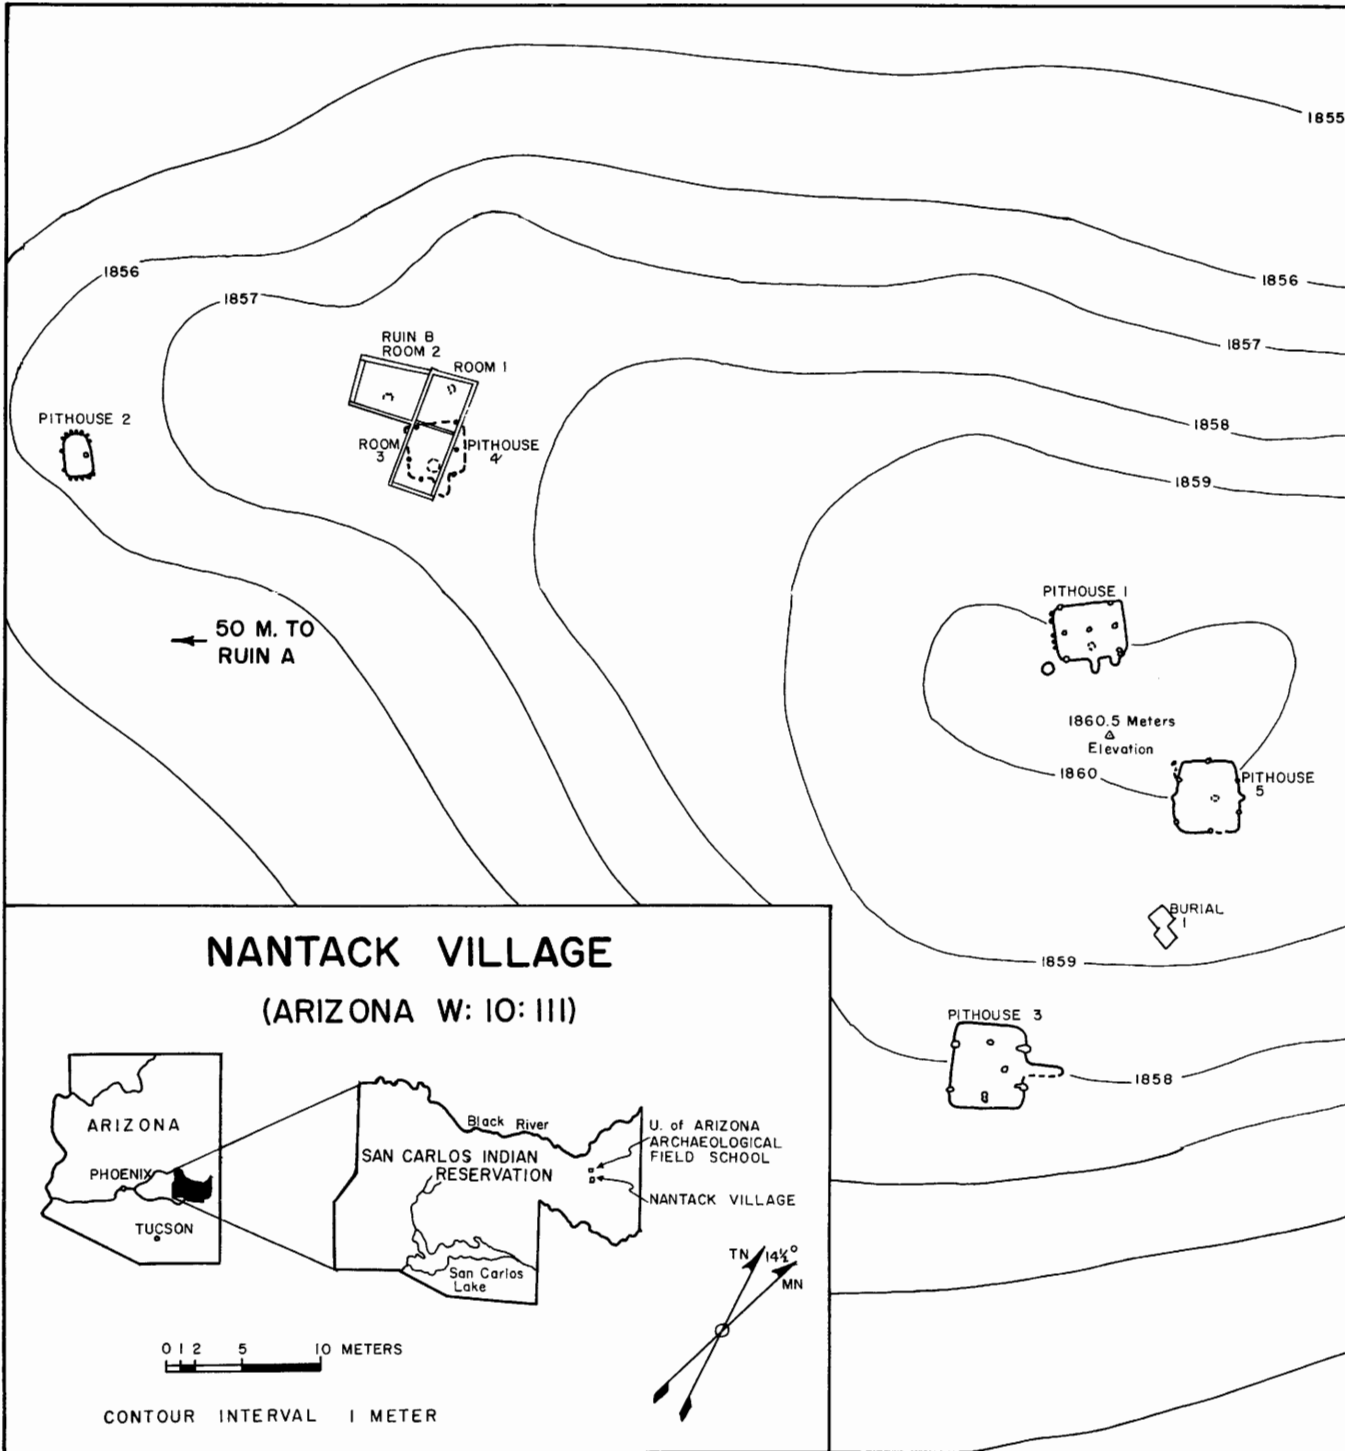 1855
1856
1856
1857
1857
RUIN B
ROOM 2
ROOM 1
PITHOUSE 2
ROOM
3
PITHOUSE
4
1858
1859
PITHOUSE 1
50 M. TO
RUIN A
1860.5 Meters
Elevation
1860
PITHOUSE
5
BURIAL
1
1859
PITHOUSE 3
1858
NANTACK VILLAGE
(ARIZONA W: 10: 111)
ARIZONA
PHOENIX
TUCSON
Black River
SAN CARLOS INDIAN
RESERVATION
San Carlos
Lake
U. of ARIZONA
ARCHAEOLOGICAL
FIELD SCHOOL
NANTACK VILLAGE
TN 14½°
MN
0 1 2 5 10 METERS
CONTOUR INTERVAL 1 METER